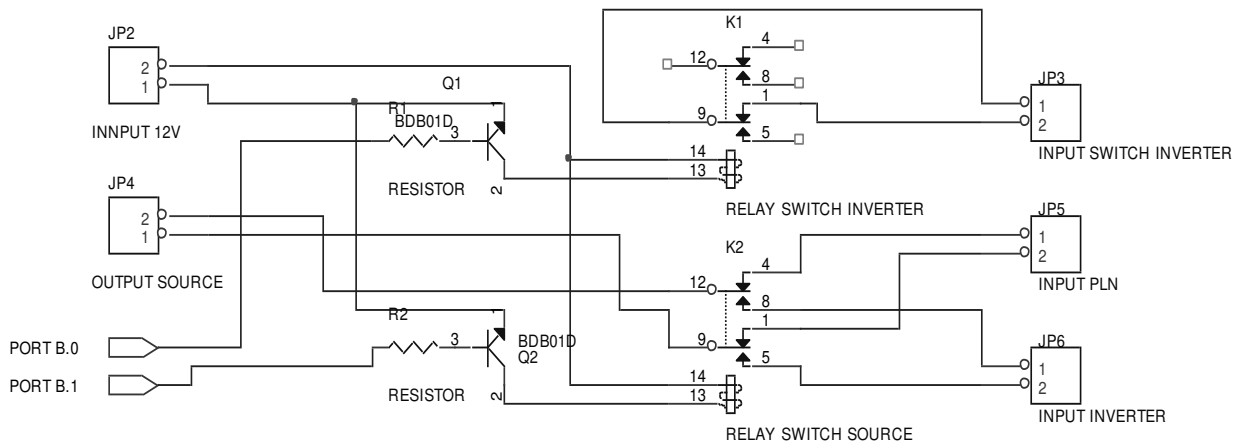 JP2
2
1
INNPUT 12V
JP4
2
1
OUTPUT SOURCE
PORT B.0
PORT B.1
R1
RESISTOR
Q1
BDB01D
1
3
2
R2
RESISTOR
1
3
2
BDB01D
Q2
K1
12
4
8
9
1
5
14
13
RELAY SWITCH INVERTER
K2
12
4
8
9
1
5
14
13
RELAY SWITCH SOURCE
JP3
1
2
INPUT SWITCH INVERTER
JP5
1
2
INPUT PLN
JP6
1
2
INPUT INVERTER